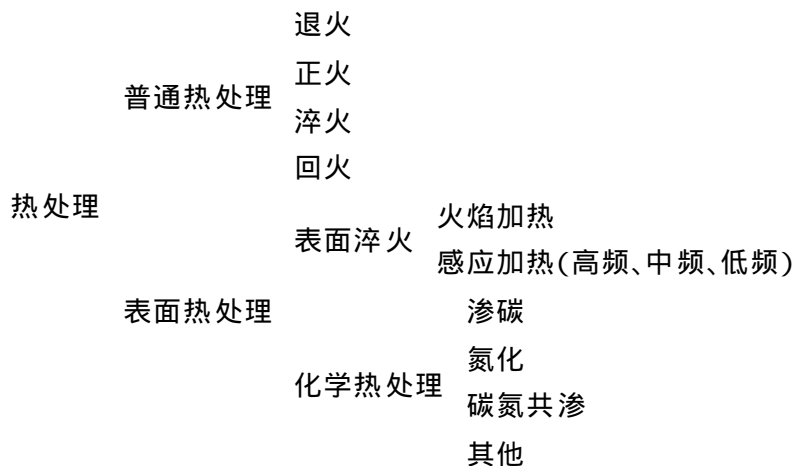 退火
正火
普通热处理
淬火
回火
热处理
火焰加热
表面淬火
感应加热(高频、中频、低频)
表面热处理
渗碳
氮化
化学热处理
碳氮共渗
其他